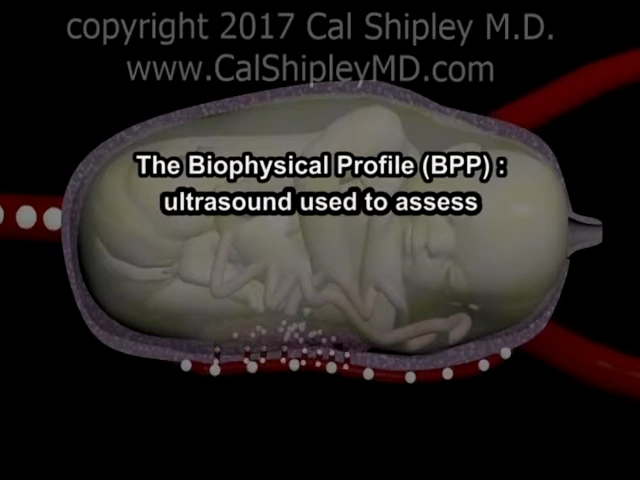 copyright 2017 Cal Shipley M.D.
www.CalShipleyMD.com
The Biophysical Profile (BPP) :
ultrasound used to assess